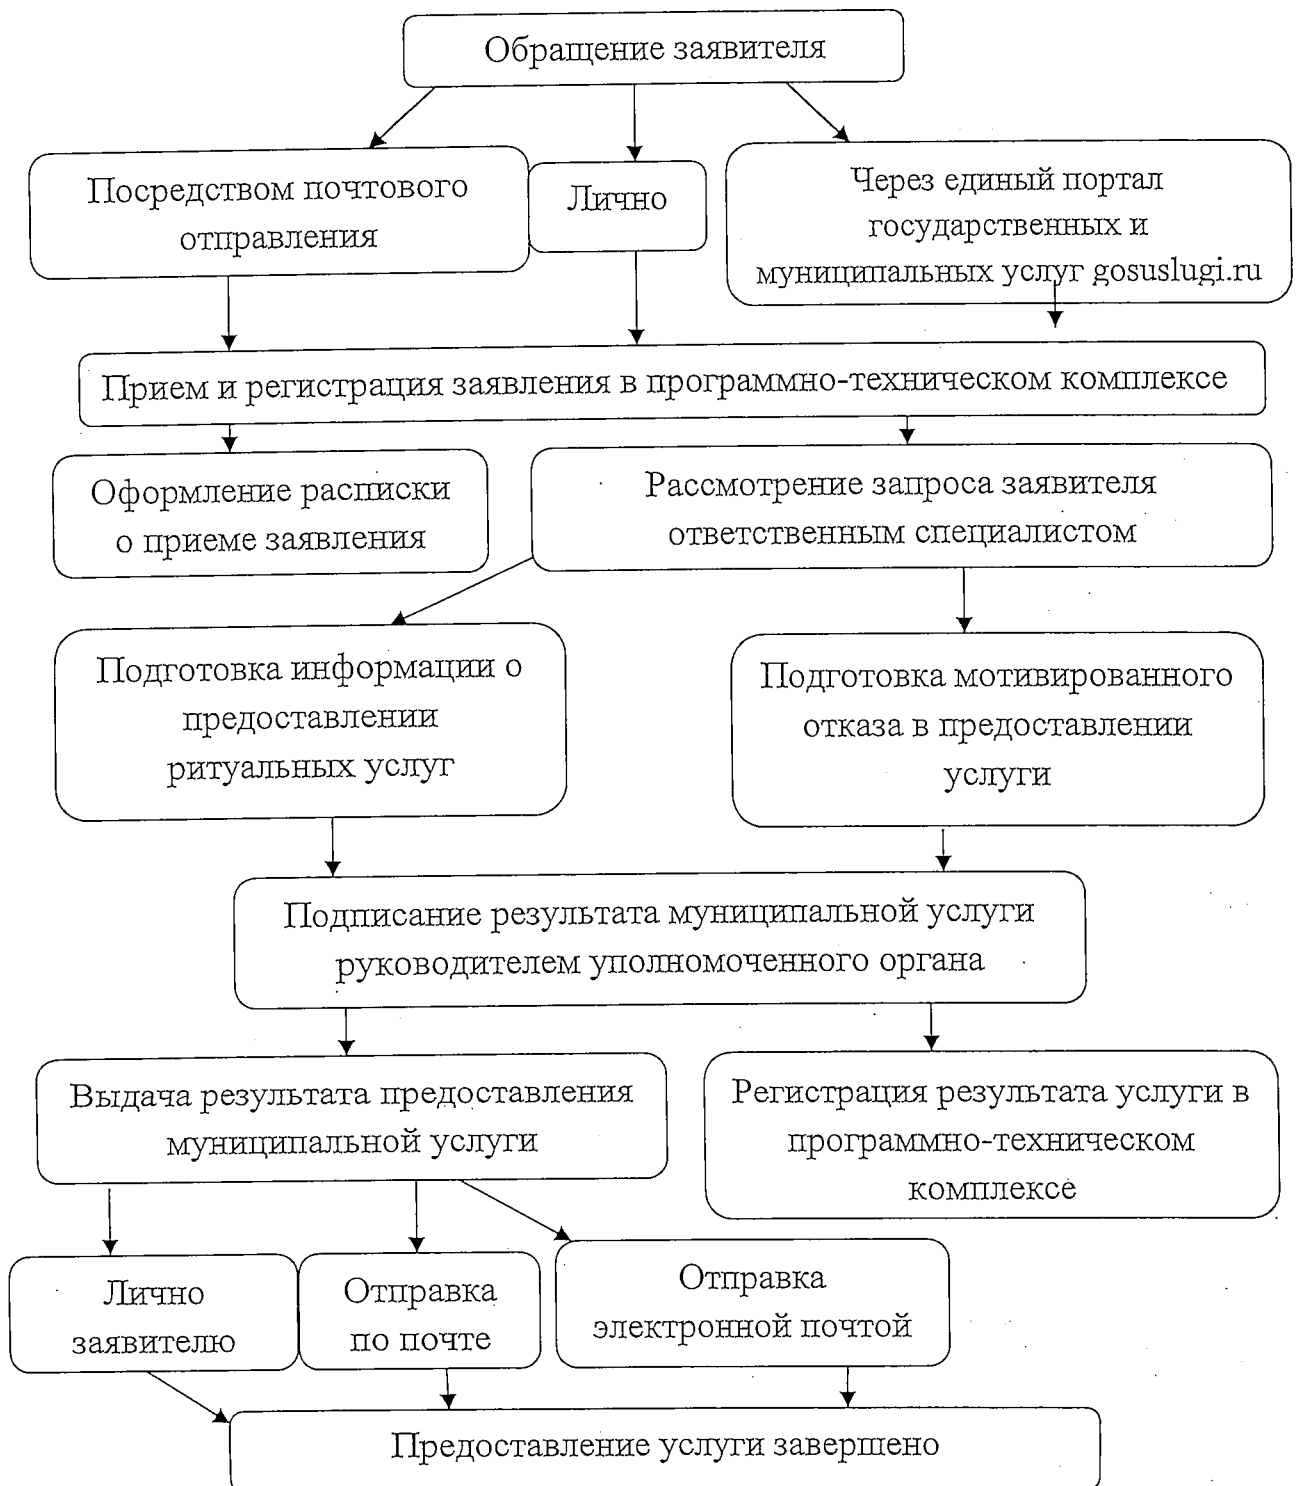 Обращение заявителя
Посредством почтового
отправления
Лично
Через единый портал
государственных и
муниципальных услуг gosuslugi.ru
Прием и регистрация заявления в программно-техническом комплексе
Оформление расписки
о приеме заявления
Рассмотрение запроса заявителя
ответственным специалистом
Подготовка информации о
предоставлении
ритуальных услуг
Подготовка мотивированного
отказа в предоставлении
услуги
Подписание результата муниципальной услуги
руководителем уполномоченного органа
Выдача результата предоставления
муниципальной услуги
Регистрация результата услуги в
программно-техническом
комплексе
Лично
заявителю
Отправка
по почте
Отправка
электронной почтой
Предоставление услуги завершено